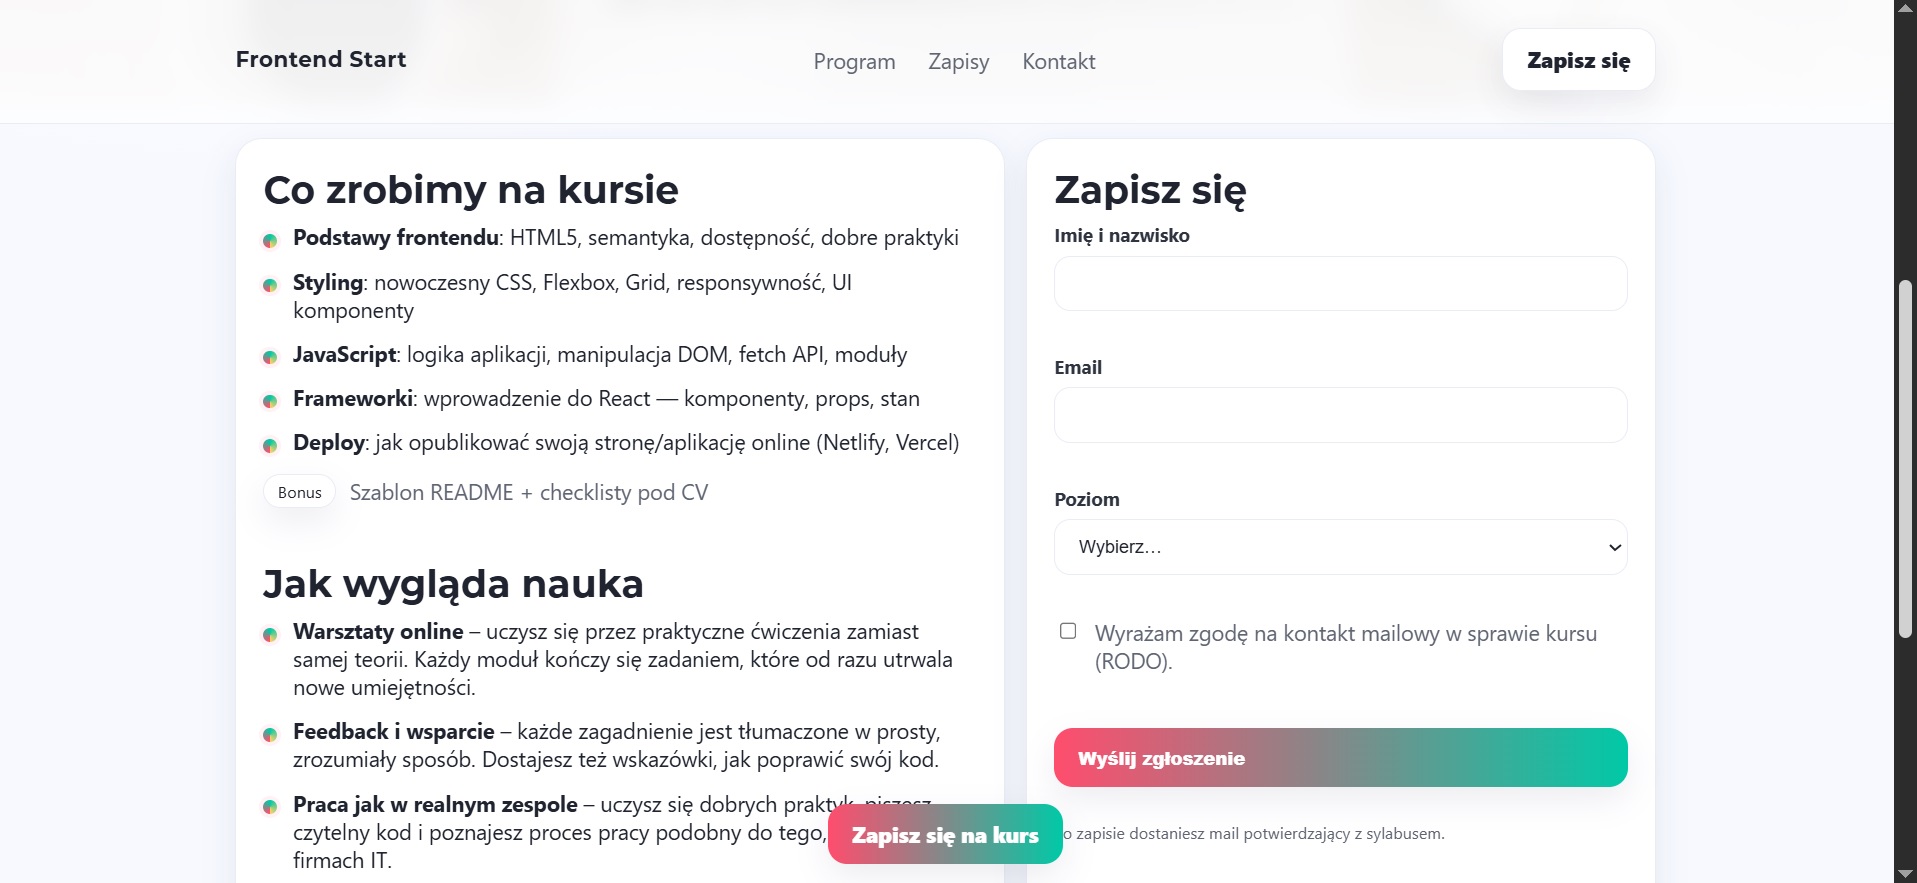 Frontend Start
Program
Zapisy
Kontakt
Zapisz się
Co zrobimy na kursie
Podstawy frontendu: HTML5, semantyka, dostępność, dobre praktyki
Styling: nowoczesny CSS, Flexbox, Grid, responsywność, UI
komponenty
JavaScript: logika aplikacji, manipulacja DOM, fetch API, moduły
Frameworki: wprowadzenie do React — komponenty, props, stan
Deploy: jak opublikować swoją stronę/aplikację online (Netlify, Vercel)
Bonus
Szablon README + checklisty pod CV
Jak wygląda nauka
Warsztaty online – uczysz się przez praktyczne ćwiczenia zamiast
samej teorii. Każdy moduł kończy się zadaniem, które od razu utrwala
nowe umiejętności.
Feedback i wsparcie – każde zagadnienie jest tłumaczone w prosty,
zrozumiały sposób. Dostajesz też wskazówki, jak poprawić swój kod.
Praca jak w realnym zespole – uczysz się dobrych praktyk, piszesz
czytelny kod i poznajesz proces pracy podobny do tego,
firmach IT.
Zapisz się
Imię i nazwisko
Email
Poziom
Wybierz…
Wyrażam zgodę na kontakt mailowy w sprawie kursu
(RODO).
Wyślij zgłoszenie
o zapisie dostaniesz mail potwierdzający z sylabusem.
Zapisz się na kurs